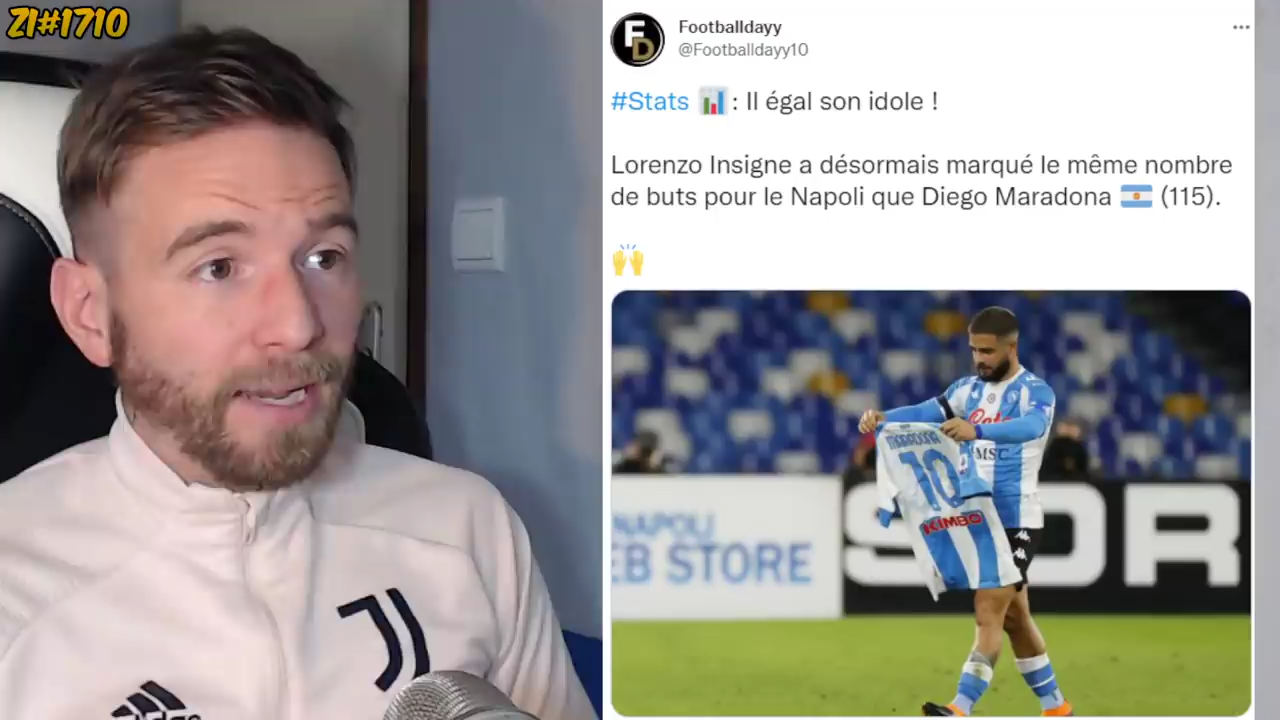 ZI#1710
Footballdayy
@Footballdayy10
#Stats 📊 : Il égal son idole !
Lorenzo Insigne a désormais marqué le même nombre
de buts pour le Napoli que Diego Maradona 🇦🇷 (115).
🙌
MARADONA
10
KIMBO
MSC
NAPOLI
EB STORE
SOR